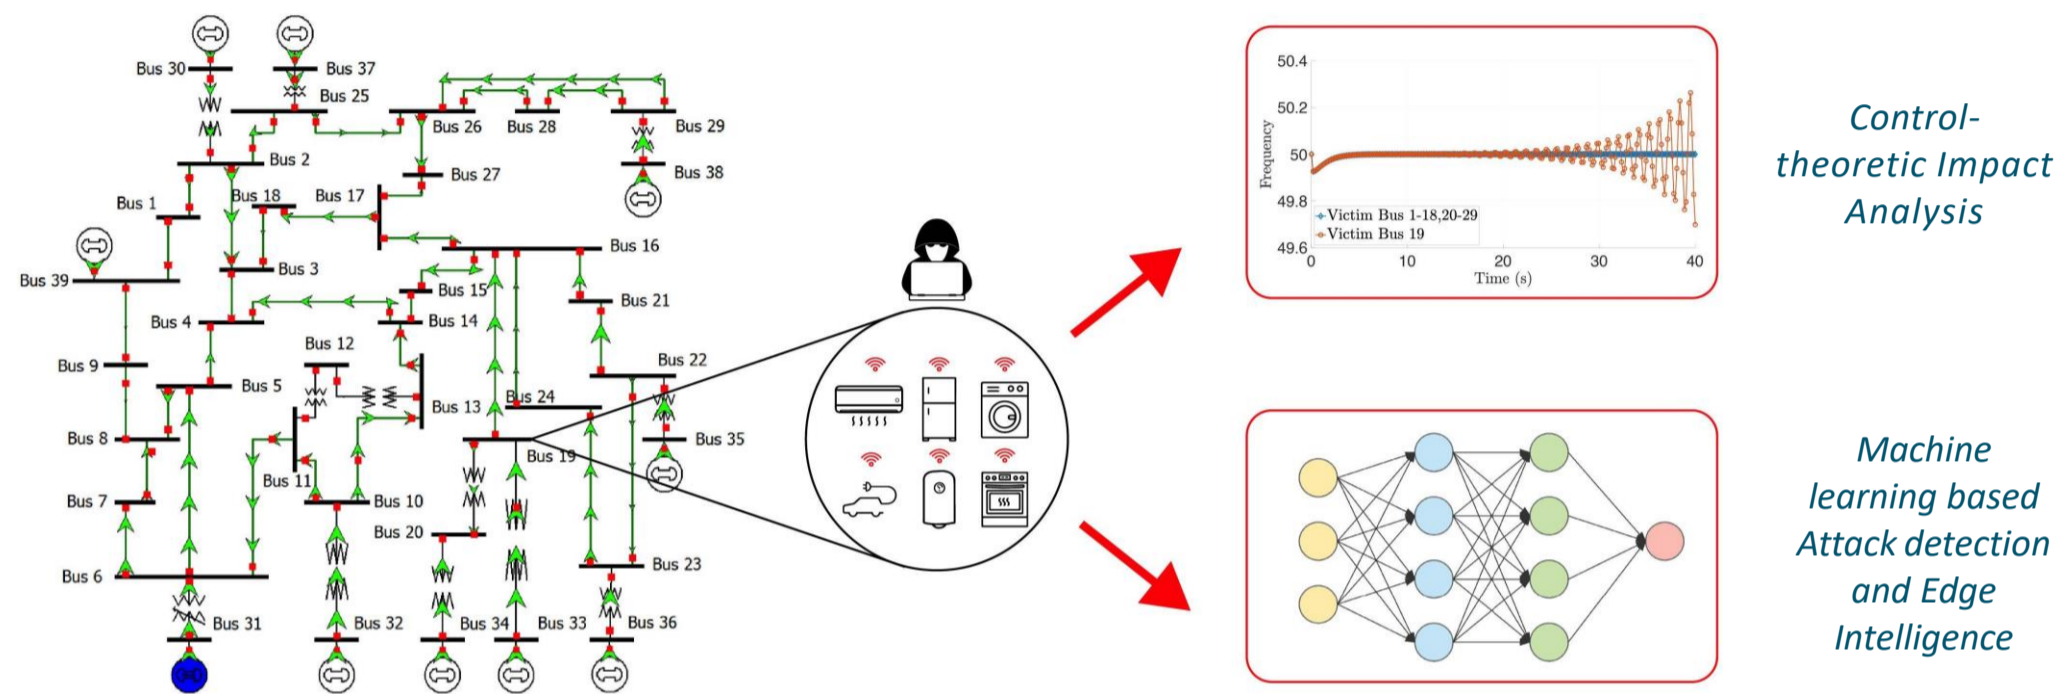 Bus 30
Bus 37
Bus 25
Bus 26
Bus 28
Bus 29
Bus 2
Bus 27
Bus 38
Bus 18
Bus 17
Bus 1
Bus 16
Bus 39
Bus 3
Bus 15
Bus 21
Bus 4
Bus 14
Bus 12
Bus 9
Bus 22
Bus 5
Bus 24
Bus 13
Bus 8
Bus 35
Bus 19
Bus 11
Bus 7
Bus 10
Bus 20
Bus 6
Bus 23
Bus 31
Bus 32
Bus 34
Bus 33
Bus 36
50.4
50.2
50
49.8
49.6
Frequency
Victim Bus 1-18,20-29
Victim Bus 19
0
10
20
30
40
Time (s)
Control-
theoretic Impact
Analysis
Machine
learning based
Attack detection
and Edge
Intelligence